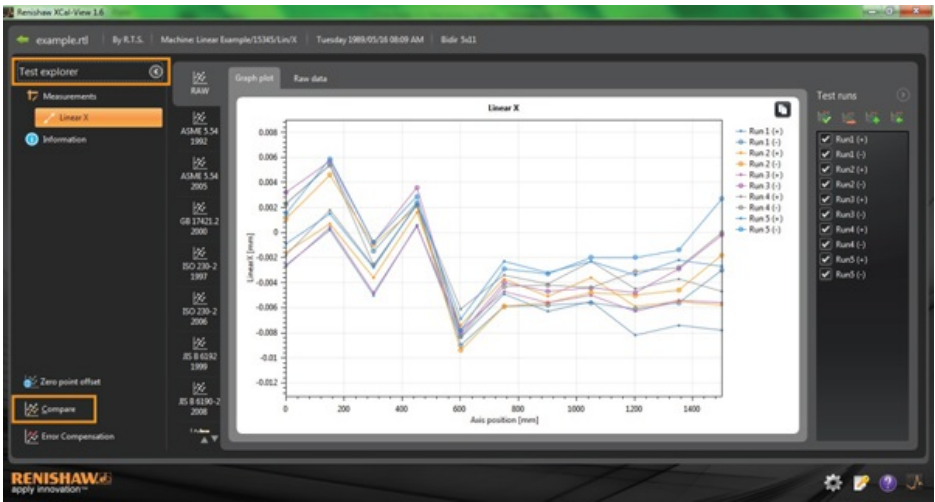 Renishaw XCal-View 1.6
example.rtl
By R.T.S.
Machine: Linear Example/15345/Lin/X
Tuesday 1989/05/16 08:09 AM
Bidir 5x11
Test explorer
Measurements
Linear X
Information
Zero point offset
Compare
Error Compensation
RAW
ASME 5.54
1992
ASME 5.54
2005
GB 17421.2
2000
ISO 230-2
1997
ISO 230-2
2006
JIS B 6192
1999
JIS B 6190-2
2008
Graph plot
Raw data
Linear X
LinearX [mm]
0.008
0.006
0.004
0.002
0
-0.002
-0.004
-0.006
-0.008
-0.01
-0.012
0 200 400 600 800 1000 1200 1400
Axis position [mm]
Run 1 (+)
Run 1 (-)
Run 2 (+)
Run 2 (-)
Run 3 (+)
Run 3 (-)
Run 4 (+)
Run 4 (-)
Run 5 (+)
Run 5 (-)
Test runs
Run1 (+)
Run1 (-)
Run2 (+)
Run2 (-)
Run3 (+)
Run3 (-)
Run4 (+)
Run4 (-)
Run5 (+)
Run5 (-)
RENISHAW
apply innovation™